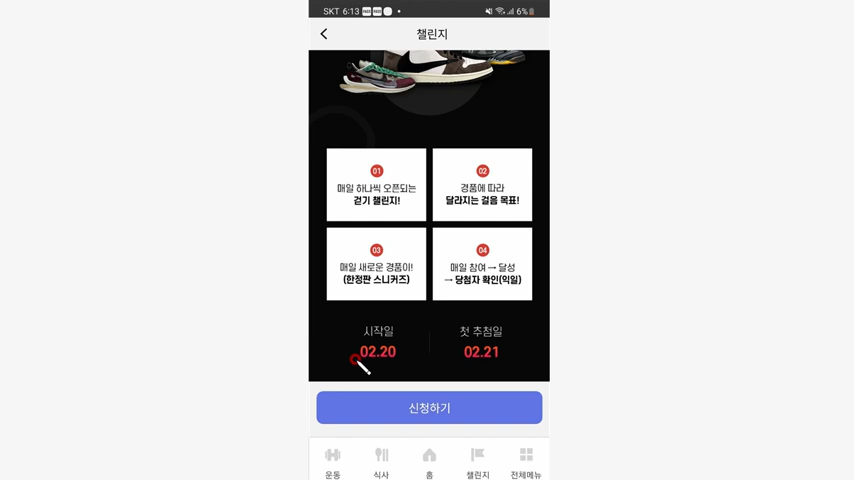 SKT 6:13
6%
챌린지
01
매일 하나씩 오픈되는
걷기 챌린지!
02
경품에 따라
달라지는 걸음 목표!
03
매일 새로운 경품이!
(한정판 스니커즈)
04
매일 참여 → 달성
→ 당첨자 확인(익일)
시작일
02.20
첫 추첨일
02.21
신청하기
운동
식사
홈
챌린지
전체메뉴